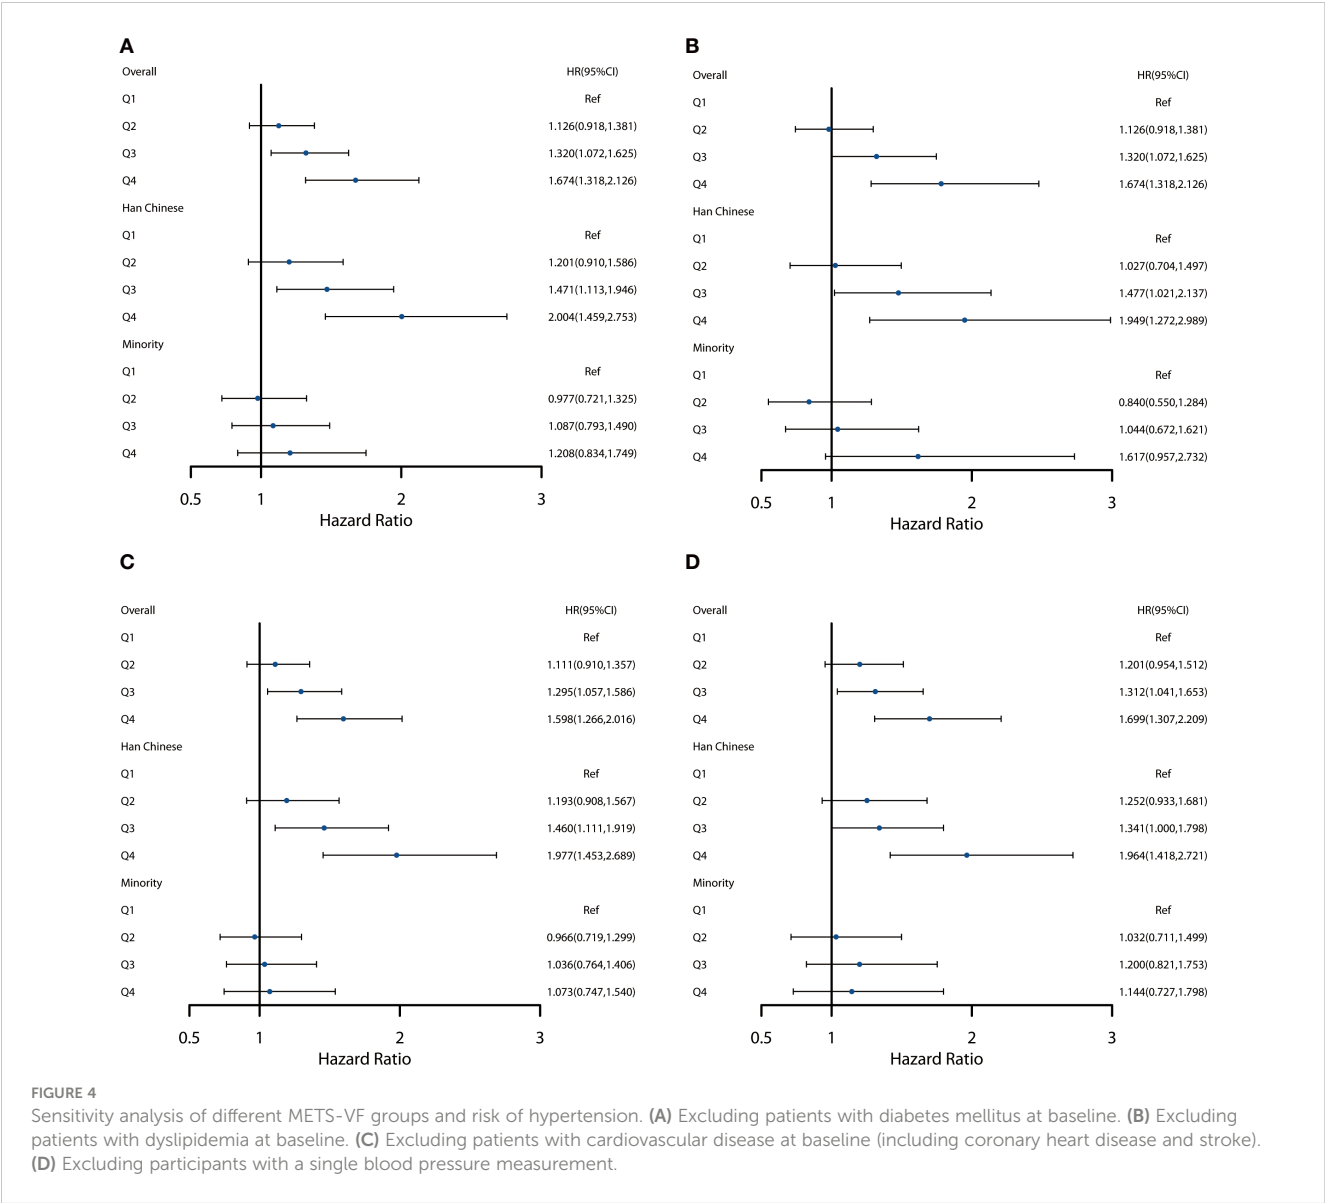 A
Overall HR(95%CI)
Q1 Ref
Q2 1.126(0.918,1.381)
Q3 1.320(1.072,1.625)
Q4 1.674(1.318,2.126)
Han Chinese
Q1 Ref
Q2 1.201(0.910,1.586)
Q3 1.471(1.113,1.946)
Q4 2.004(1.459,2.753)
Minority
Q1 Ref
Q2 0.977(0.721,1.325)
Q3 1.087(0.793,1.490)
Q4 1.208(0.834,1.749)
0.5 1 2 3
Hazard Ratio
B
Overall HR(95%CI)
Q1 Ref
Q2 1.126(0.918,1.381)
Q3 1.320(1.072,1.625)
Q4 1.674(1.318,2.126)
Han Chinese
Q1 Ref
Q2 1.027(0.704,1.497)
Q3 1.477(1.021,2.137)
Q4 1.949(1.272,2.989)
Minority
Q1 Ref
Q2 0.840(0.550,1.284)
Q3 1.044(0.672,1.621)
Q4 1.617(0.957,2.732)
0.5 1 2 3
Hazard Ratio
C
Overall HR(95%CI)
Q1 Ref
Q2 1.111(0.910,1.357)
Q3 1.295(1.057,1.586)
Q4 1.598(1.266,2.016)
Han Chinese
Q1 Ref
Q2 1.193(0.908,1.567)
Q3 1.460(1.111,1.919)
Q4 1.977(1.453,2.689)
Minority
Q1 Ref
Q2 0.966(0.719,1.299)
Q3 1.036(0.764,1.406)
Q4 1.073(0.747,1.540)
0.5 1 2 3
Hazard Ratio
D
Overall HR(95%CI)
Q1 Ref
Q2 1.201(0.954,1.512)
Q3 1.312(1.041,1.653)
Q4 1.699(1.307,2.209)
Han Chinese
Q1 Ref
Q2 1.252(0.933,1.681)
Q3 1.341(1.000,1.798)
Q4 1.964(1.418,2.721)
Minority
Q1 Ref
Q2 1.032(0.711,1.499)
Q3 1.200(0.821,1.753)
Q4 1.144(0.727,1.798)
0.5 1 2 3
Hazard Ratio
FIGURE 4
Sensitivity analysis of different METS-VF groups and risk of hypertension. (A) Excluding patients with diabetes mellitus at baseline. (B) Excluding
patients with dyslipidemia at baseline. (C) Excluding patients with cardiovascular disease at baseline (including coronary heart disease and stroke).
(D) Excluding participants with a single blood pressure measurement.